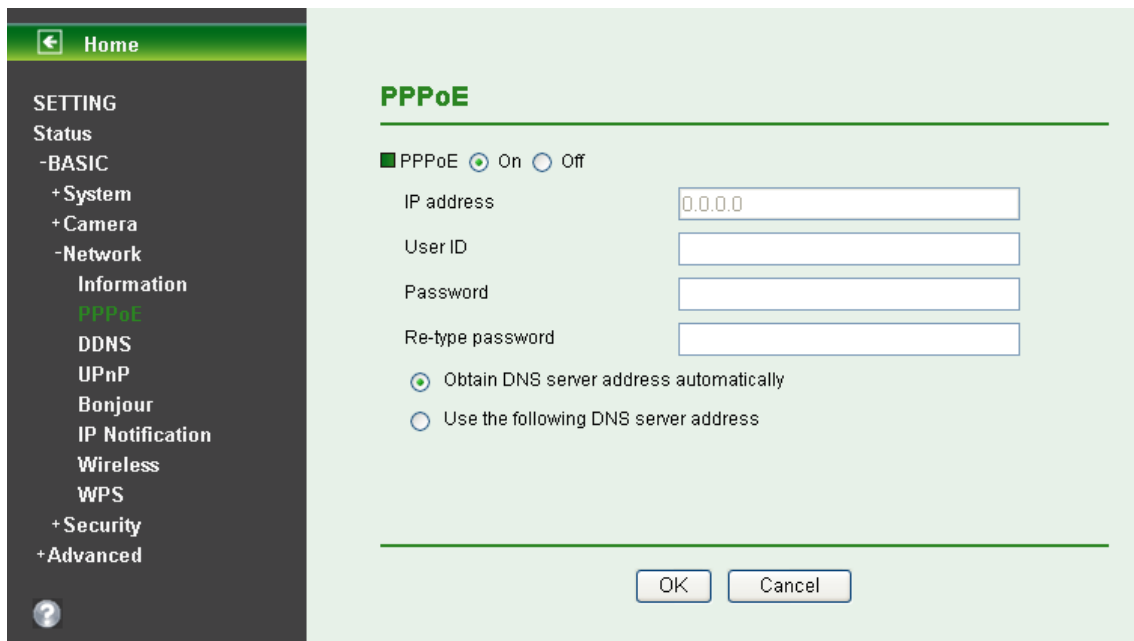 Home
SETTING
Status
-BASIC
+System
+Camera
-Network
Information
PPPoE
DDNS
UPnP
Bonjour
IP Notification
Wireless
WPS
+Security
+Advanced
?
PPPoE
PPPoE On Off
IP address 0.0.0.0
User ID
Password
Re-type password
Obtain DNS server address automatically
Use the following DNS server address
OK Cancel